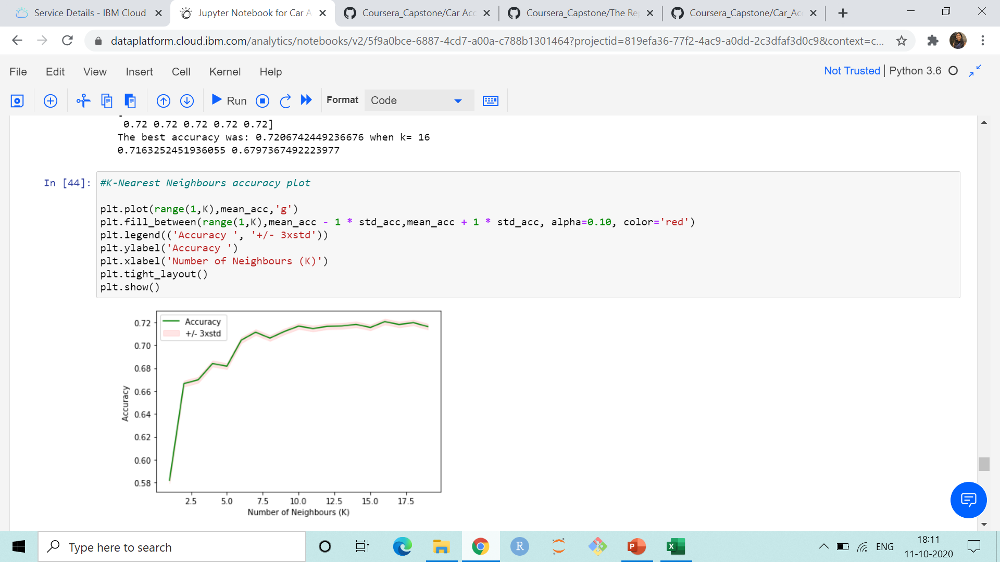 Service Details - IBM Cloud
Jupyter Notebook for Car A
Coursera_Capstone/Car Acc
Coursera_Capstone/The Re
Coursera_Capstone/Car_Ac
dataplatform.cloud.ibm.com/analytics/notebooks/v2/5f9a0bce-6887-4cd7-a00a-c788b1301464?projectid=819efa36-77f2-4ac9-a0dd-2c3dfaf3d0c9&context=c...
File Edit View Insert Cell Kernel Help
Not Trusted Python 3.6
Run Format Code
0.72 0.72 0.72 0.72 0.72]
The best accuracy was: 0.7206742449236676 when k= 16
0.7163252451936055 0.6797367492223977
In [44]: #K-Nearest Neighbours accuracy plot
plt.plot(range(1,K),mean_acc,'g')
plt.fill_between(range(1,K),mean_acc - 1 * std_acc,mean_acc + 1 * std_acc, alpha=0.10, color='red')
plt.legend(('Accuracy ', '+/- 3xstd'))
plt.ylabel('Accuracy ')
plt.xlabel('Number of Neighbours (K)')
plt.tight_layout()
plt.show()
Accuracy
+/- 3xstd
0.72
0.70
0.68
0.66
0.64
0.62
0.60
0.58
Accuracy
2.5 5.0 7.5 10.0 12.5 15.0 17.5
Number of Neighbours (K)
Type here to search
R
P
X
ENG
18:11
11-10-2020